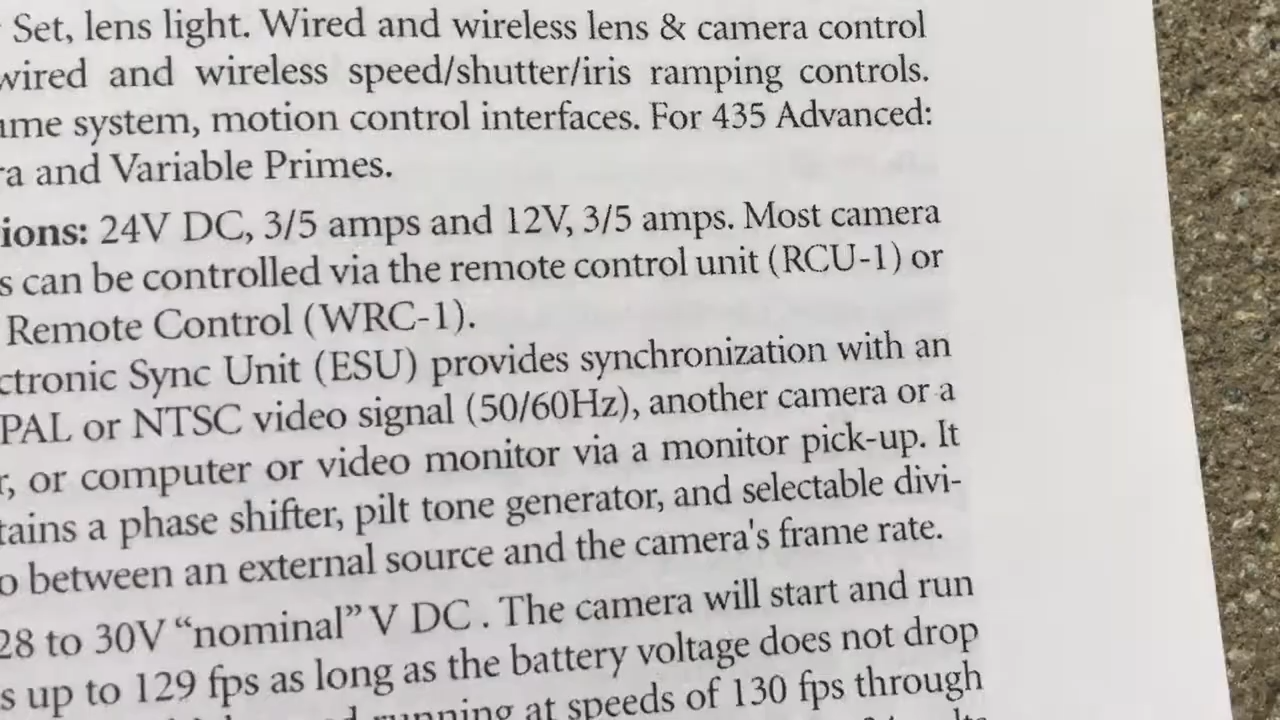 Set, lens light. Wired and wireless lens & camera control
wired and wireless speed/shutter/iris ramping controls.
system, motion control interfaces. For 435 Advanced:
and Variable Primes.
24V DC, 3/5 amps and 12V, 3/5 amps. Most camera
can be controlled via the remote control unit (RCU-1) or
Remote Control (WRC-1).
Sync Unit (ESU) provides synchronization with an
PAL or NTSC video signal (50/60Hz), another camera or a
or computer or video monitor via a monitor pick-up. It
a phase shifter, pilt tone generator, and selectable divi-
between an external source and the camera's frame rate.
28 to 30V “nominal” V DC . The camera will start and run
up to 129 fps as long as the battery voltage does not drop
running at speeds of 130 fps through